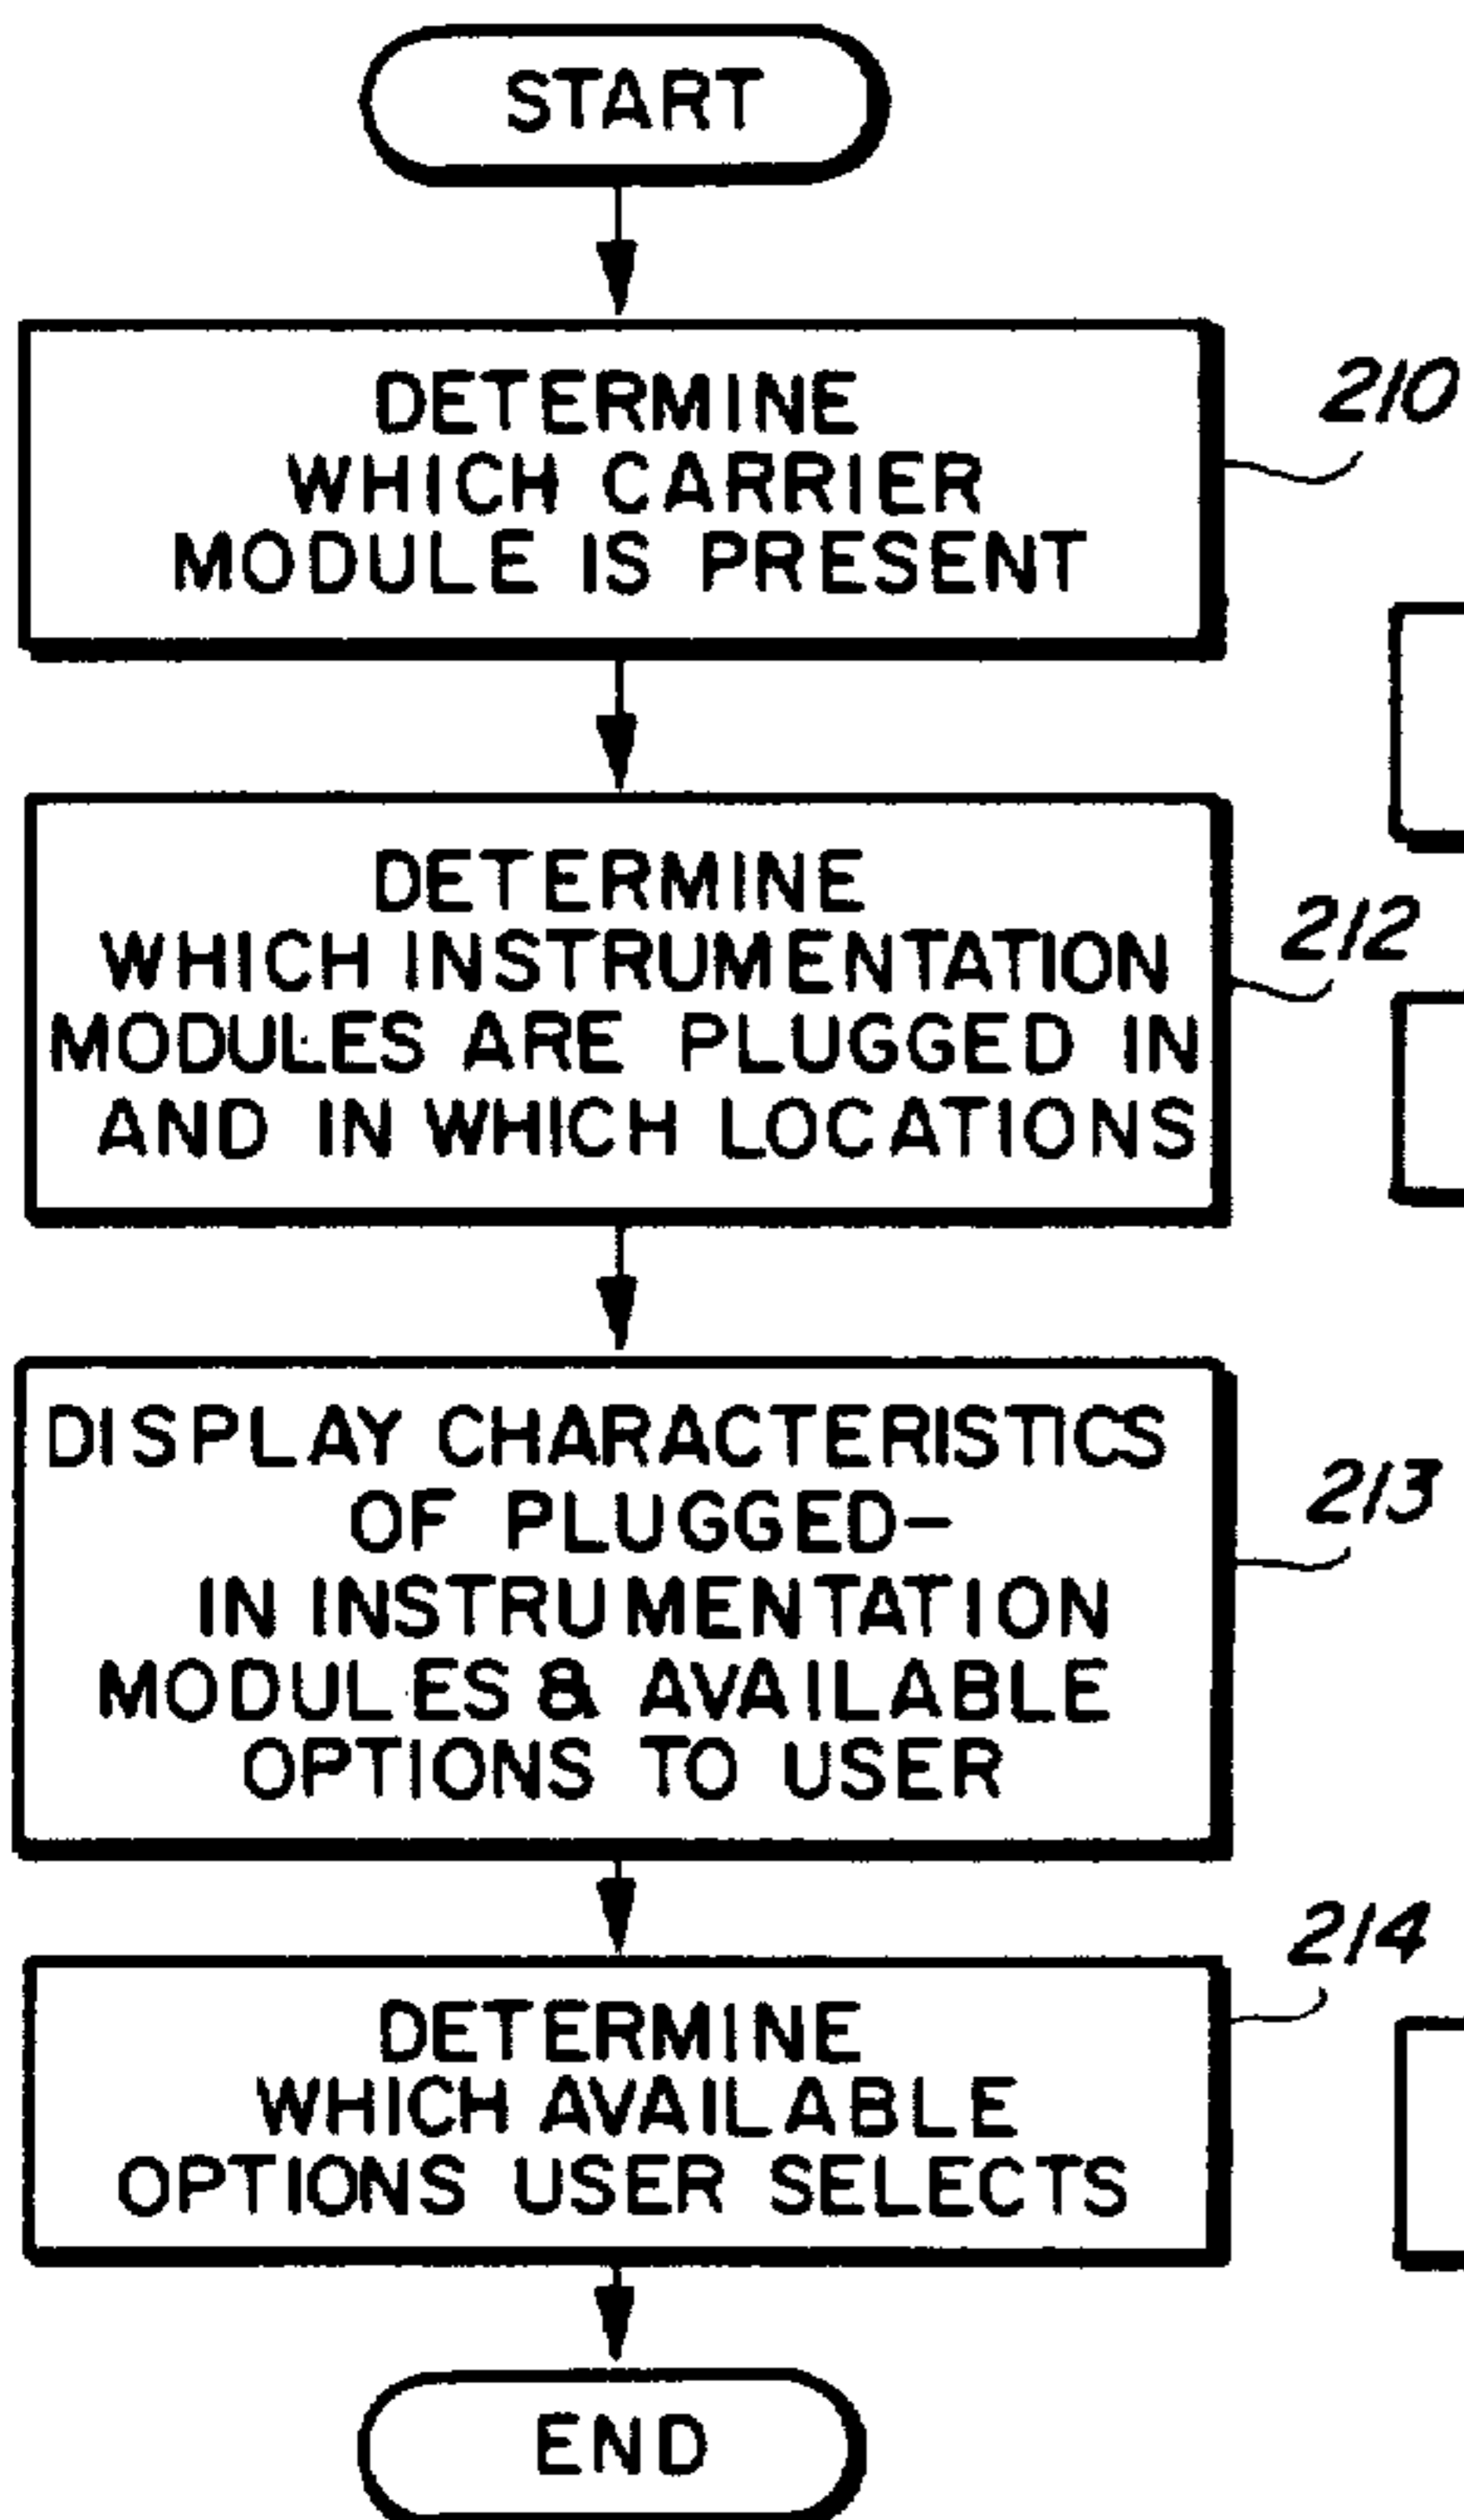 START
DETERMINE
WHICH CARRIER
MODULE IS PRESENT
210
DETERMINE
WHICH INSTRUMENTATION
MODULES ARE PLUGGED IN
AND IN WHICH LOCATIONS
212
DISPLAY CHARACTERISTICS
OF PLUGGED-
IN INSTRUMENTATION
MODULES & AVAILABLE
OPTIONS TO USER
213
DETERMINE
WHICH AVAILABLE
OPTIONS USER SELECTS
214
END